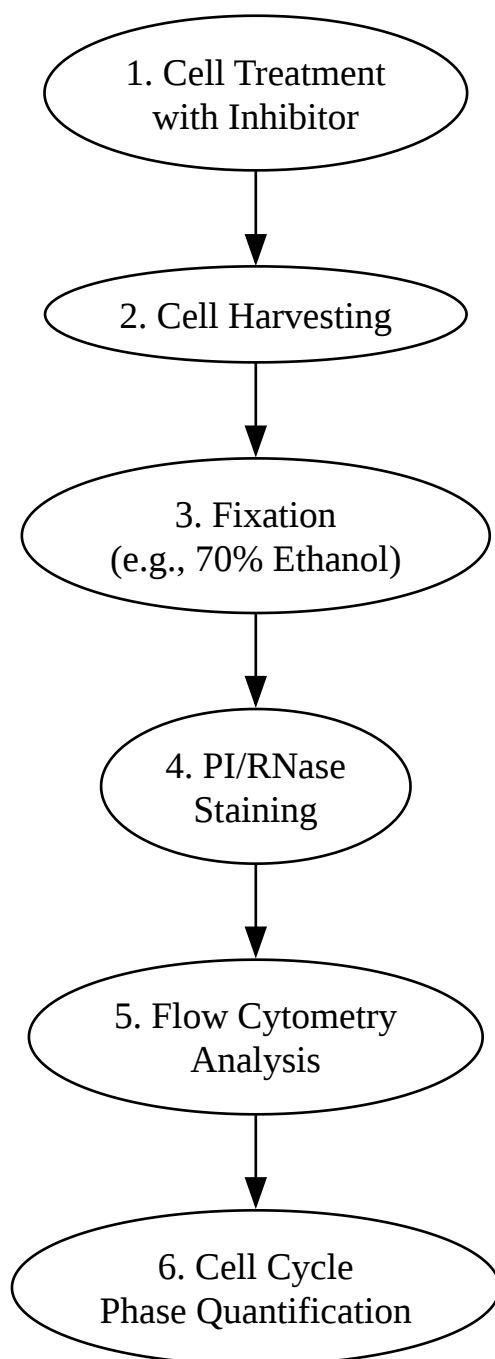 1. Cell Treatment
with Inhibitor
2. Cell Harvesting
3. Fixation
(e.g., 70% Ethanol)
4. PI/RNase
Staining
5. Flow Cytometry
Analysis
6. Cell Cycle
Phase Quantification